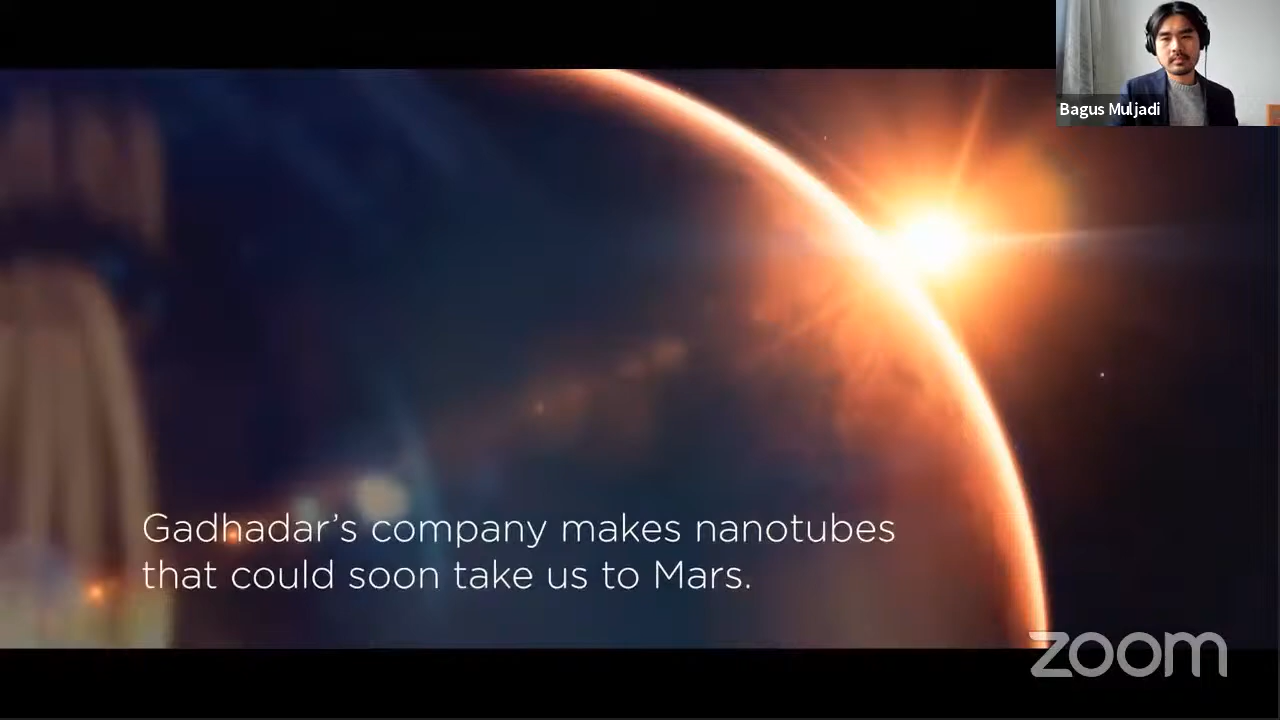 Bagus Muljadi
Gadhadar’s company makes nanotubes
that could soon take us to Mars.
zoom